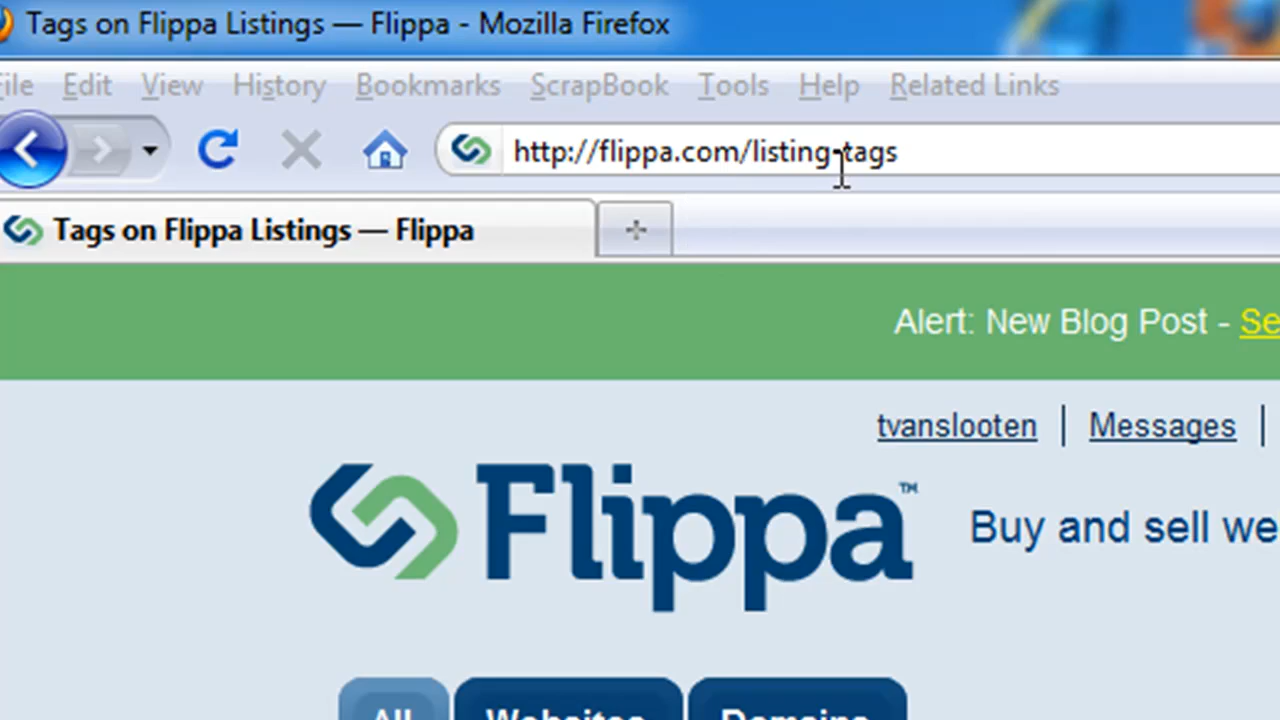 Tags on Flippa Listings — Flippa - Mozilla Firefox
File Edit View History Bookmarks ScrapBook Tools Help Related Links
http://flippa.com/listing-tags
Tags on Flippa Listings — Flippa
Alert: New Blog Post - Se
tvanslooten | Messages |
Flippa™
Buy and sell we
All Websites Domains